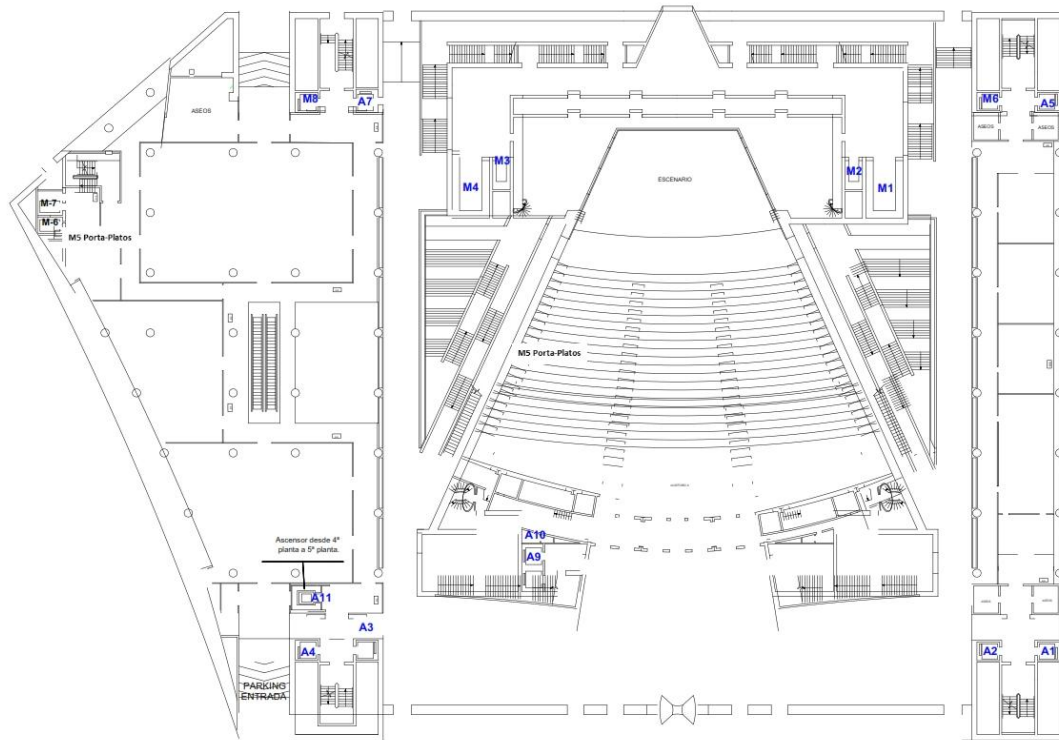 M8
A7
M6
A5
ASEOS
ASEOS
ASEOS
M3
M4
M2
M1
ESCENARIO
M-7
M-6
M5 Porta-Platos
M5 Porta-Platos
A10
A9
Ascensor desde 4ª
planta a 5ª planta.
A11
A3
A4
A2
A1
PARKING
ENTRADA